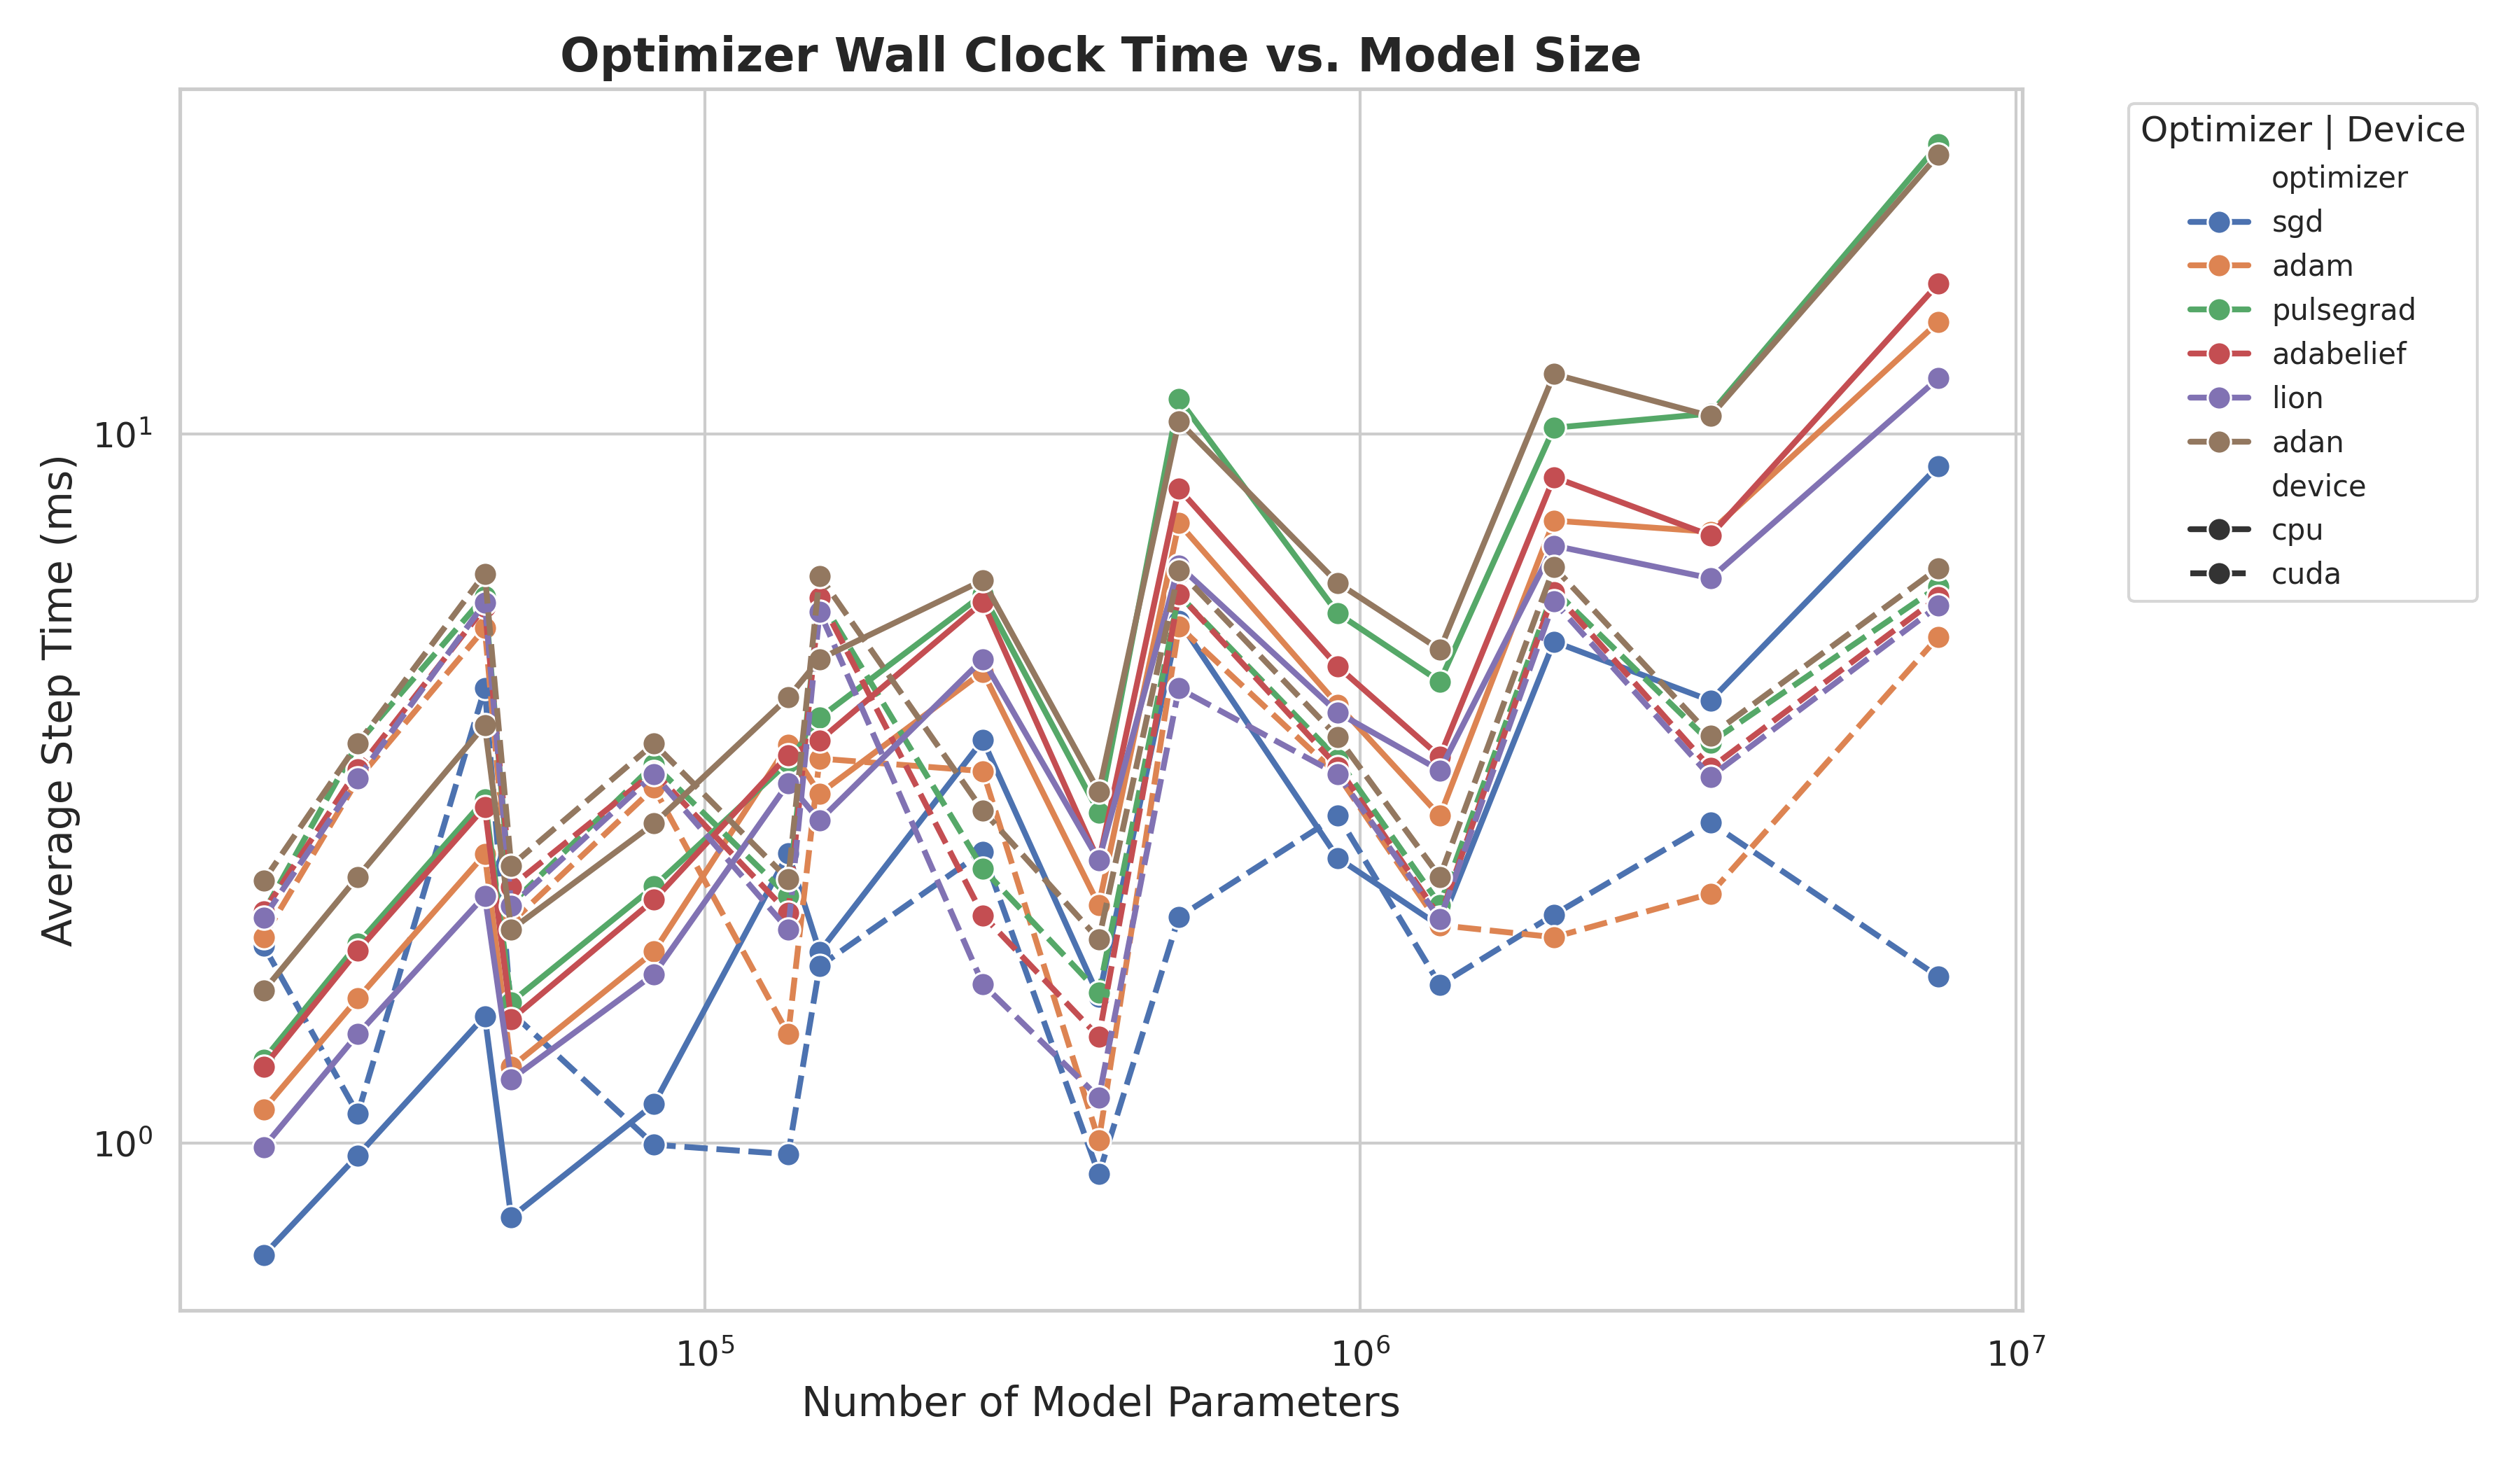 Optimizer Wall Clock Time vs. Model Size
Average Step Time (ms)
10¹
10⁰
10⁵
10⁶
10⁷
Number of Model Parameters
Optimizer | Device
optimizer
sgd
adam
pulsegrad
adabelief
lion
adan
device
cpu
cuda